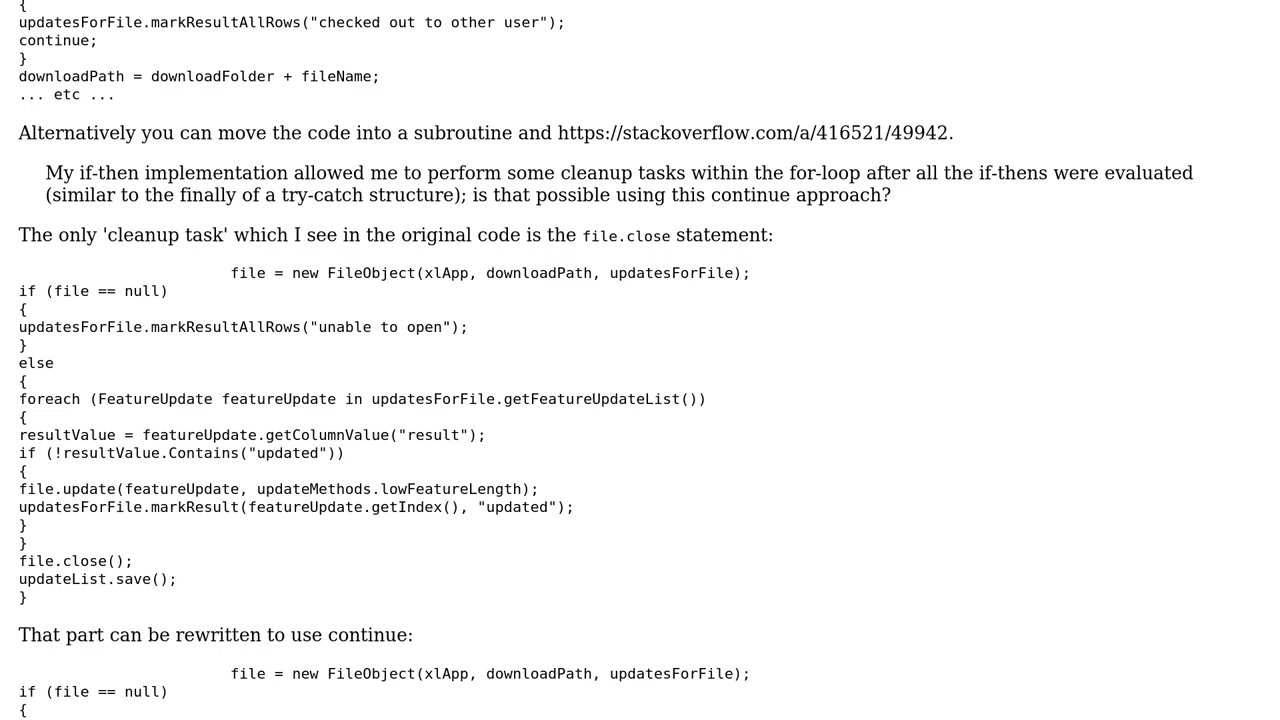 {
updatesForFile.markResultAllRows("checked out to other user");
continue;
}
downloadPath = downloadFolder + fileName;
... etc ...
Alternatively you can move the code into a subroutine and https://stackoverflow.com/a/416521/49942.
My if-then implementation allowed me to perform some cleanup tasks within the for-loop after all the if-thens were evaluated
(similar to the finally of a try-catch structure); is that possible using this continue approach?
The only 'cleanup task' which I see in the original code is the file.close statement:
file = new FileObject(xlApp, downloadPath, updatesForFile);
if (file == null)
{
updatesForFile.markResultAllRows("unable to open");
}
else
{
foreach (FeatureUpdate featureUpdate in updatesForFile.getFeatureUpdateList())
{
resultValue = featureUpdate.getColumnValue("result");
if (!resultValue.Contains("updated"))
{
file.update(featureUpdate, updateMethods.lowFeatureLength);
updatesForFile.markResult(featureUpdate.getIndex(), "updated");
}
}
file.close();
updateList.save();
}
That part can be rewritten to use continue:
file = new FileObject(xlApp, downloadPath, updatesForFile);
if (file == null)
{